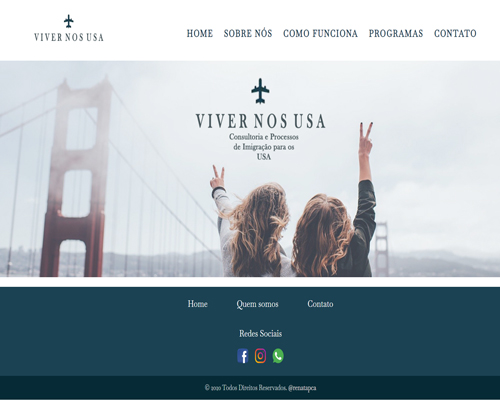 VIVER NOS USA
HOME SOBRE NÓS COMO FUNCIONA PROGRAMAS CONTATO
VIVER NOS USA
Consultoria e Processos
de Imigração para os
USA
Home Quem somos Contato
Redes Sociais
© 2020 Todos Direitos Reservados. @renatapca